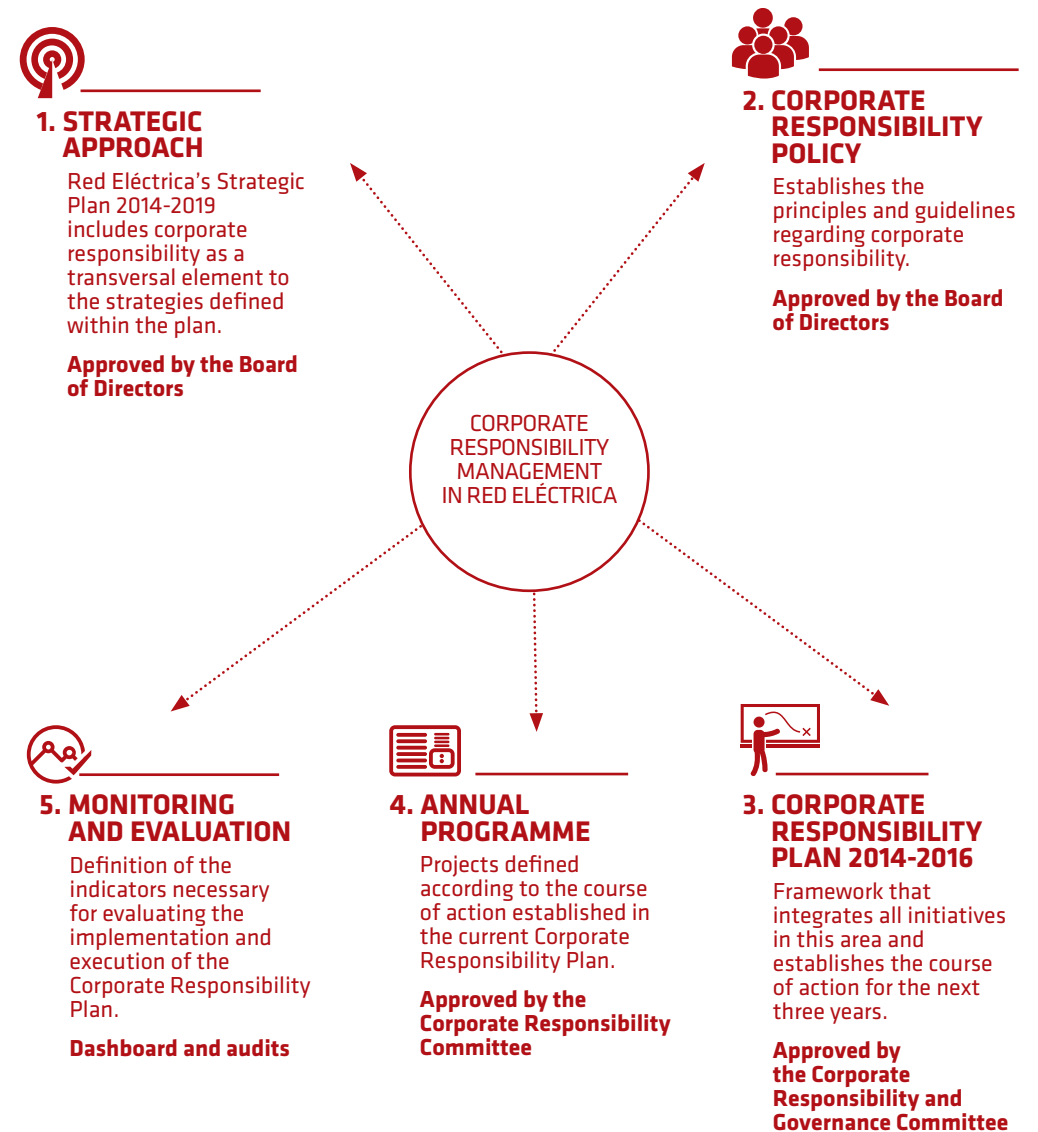 1. STRATEGIC
APPROACH
Red Eléctrica's Strategic
Plan 2014-2019
includes corporate
responsibility as a
transversal element to
the strategies defined
within the plan.
Approved by the Board
of Directors
2. CORPORATE
RESPONSIBILITY
POLICY
Establishes the
principles and guidelines
regarding corporate
responsibility.
Approved by the Board
of Directors
CORPORATE
RESPONSIBILITY
MANAGEMENT
IN RED ELÉCTRICA
5. MONITORING
AND EVALUATION
Definition of the
indicators necessary
for evaluating the
implementation and
execution of the
Corporate Responsibility
Plan.
Dashboard and audits
4. ANNUAL
PROGRAMME
Projects defined
according to the course
of action established in
the current Corporate
Responsibility Plan.
Approved by the
Corporate Responsibility
Committee
3. CORPORATE
RESPONSIBILITY
PLAN 2014-2016
Framework that
integrates all initiatives
in this area and
establishes the course
of action for the next
three years.
Approved by
the Corporate
Responsibility and
Governance Committee